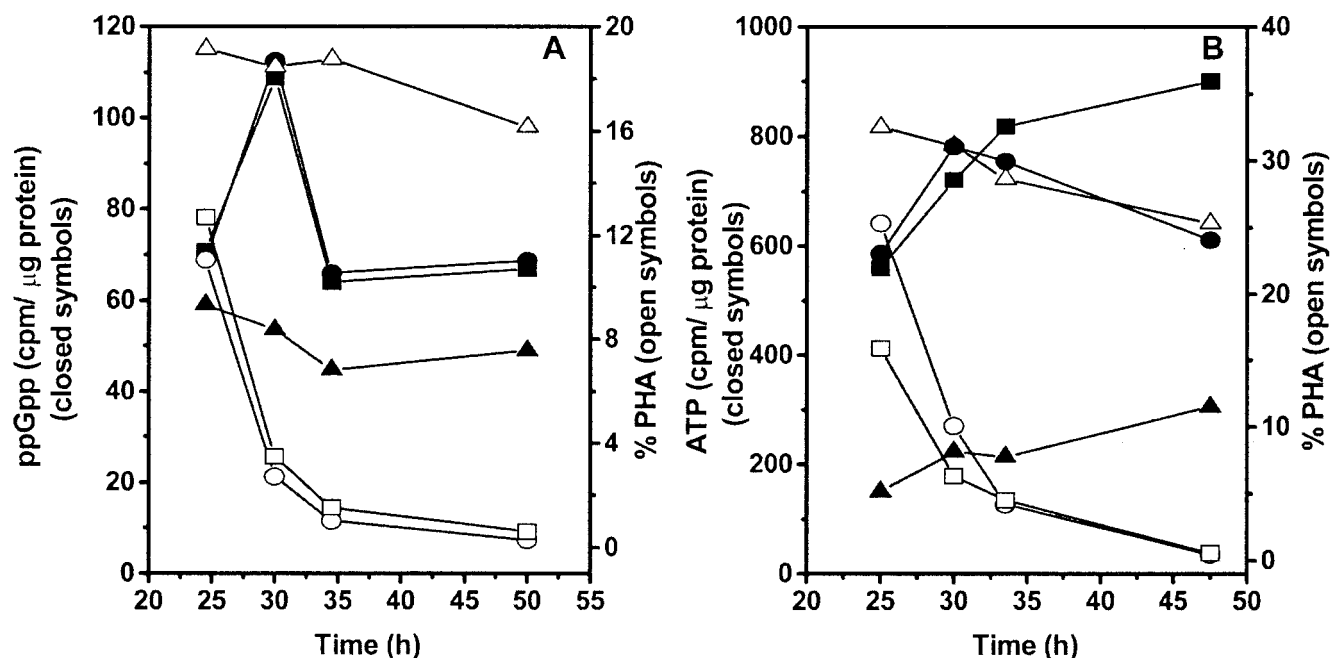 A
120
100
80
60
40
20
0
ppGpp (cpm/ μg protein)
(closed symbols)
20
16
12
8
4
0
% PHA (open symbols)
20 25 30 35 40 45 50 55
Time (h)
B
1000
800
600
400
200
0
ATP (cpm/ μg protein)
(closed symbols)
40
30
20
10
0
% PHA (open symbols)
20 25 30 35 40 45 50
Time (h)